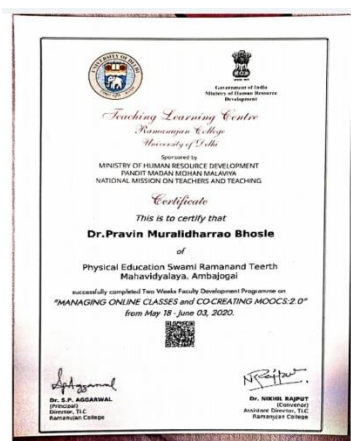 UNIVERSITY OF DELHI
Government of India
Ministry of Human Resource
Development
Teaching Learning Centre
Ramanujan College
University of Delhi
Sponsored by
MINISTRY OF HUMAN RESOURCE DEVELOPMENT
PANDIT MADAN MOHAN MALAVIYA
NATIONAL MISSION ON TEACHERS AND TEACHING
Certificate
This is to certify that
Dr.Pravin Muralidharrao Bhosle
of
Physical Education Swami Ramanand Teerth
Mahavidyalaya, Ambajogai
successfully completed Two Weeks Faculty Development Programme on
"MANAGING ONLINE CLASSES and CO-CREATING MOOCS:2.0"
from May 18 - June 03, 2020.
Dr. S.P. AGGARWAL
(Principal)
Director, TLC
Ramanujan College
Dr. NIKHIL RAJPUT
(Convenor)
Assistant Director, TLC
Ramanujan College